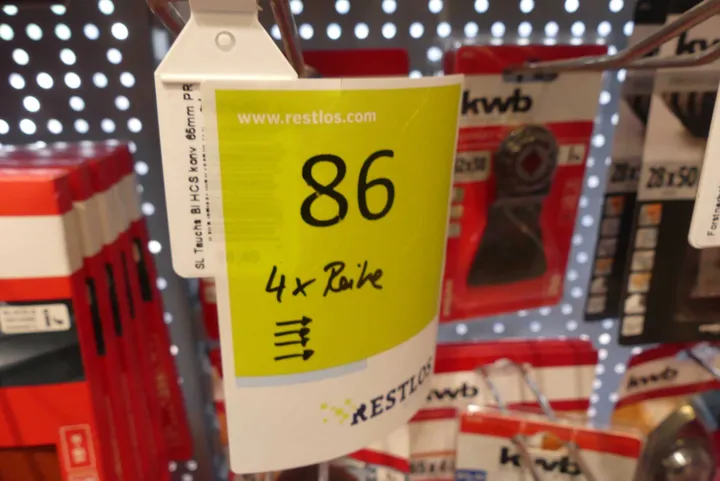 www.restlos.com
86
4x Reihe
RESTLOS
SL Tauchs BI HCS konv 65mm PR
kwb
28x50
kwb
kwb
kwb